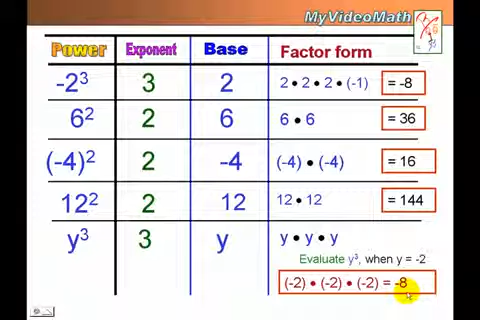 MyVideoMath
Power Exponent Base Factor form
-2³ 3 2 2 • 2 • 2 • (-1) = -8
6² 2 6 6 • 6 = 36
(-4)² 2 -4 (-4) • (-4) = 16
12² 2 12 12 • 12 = 144
y³ 3 y y • y • y
Evaluate y³, when y = -2
(-2) • (-2) • (-2) = -8